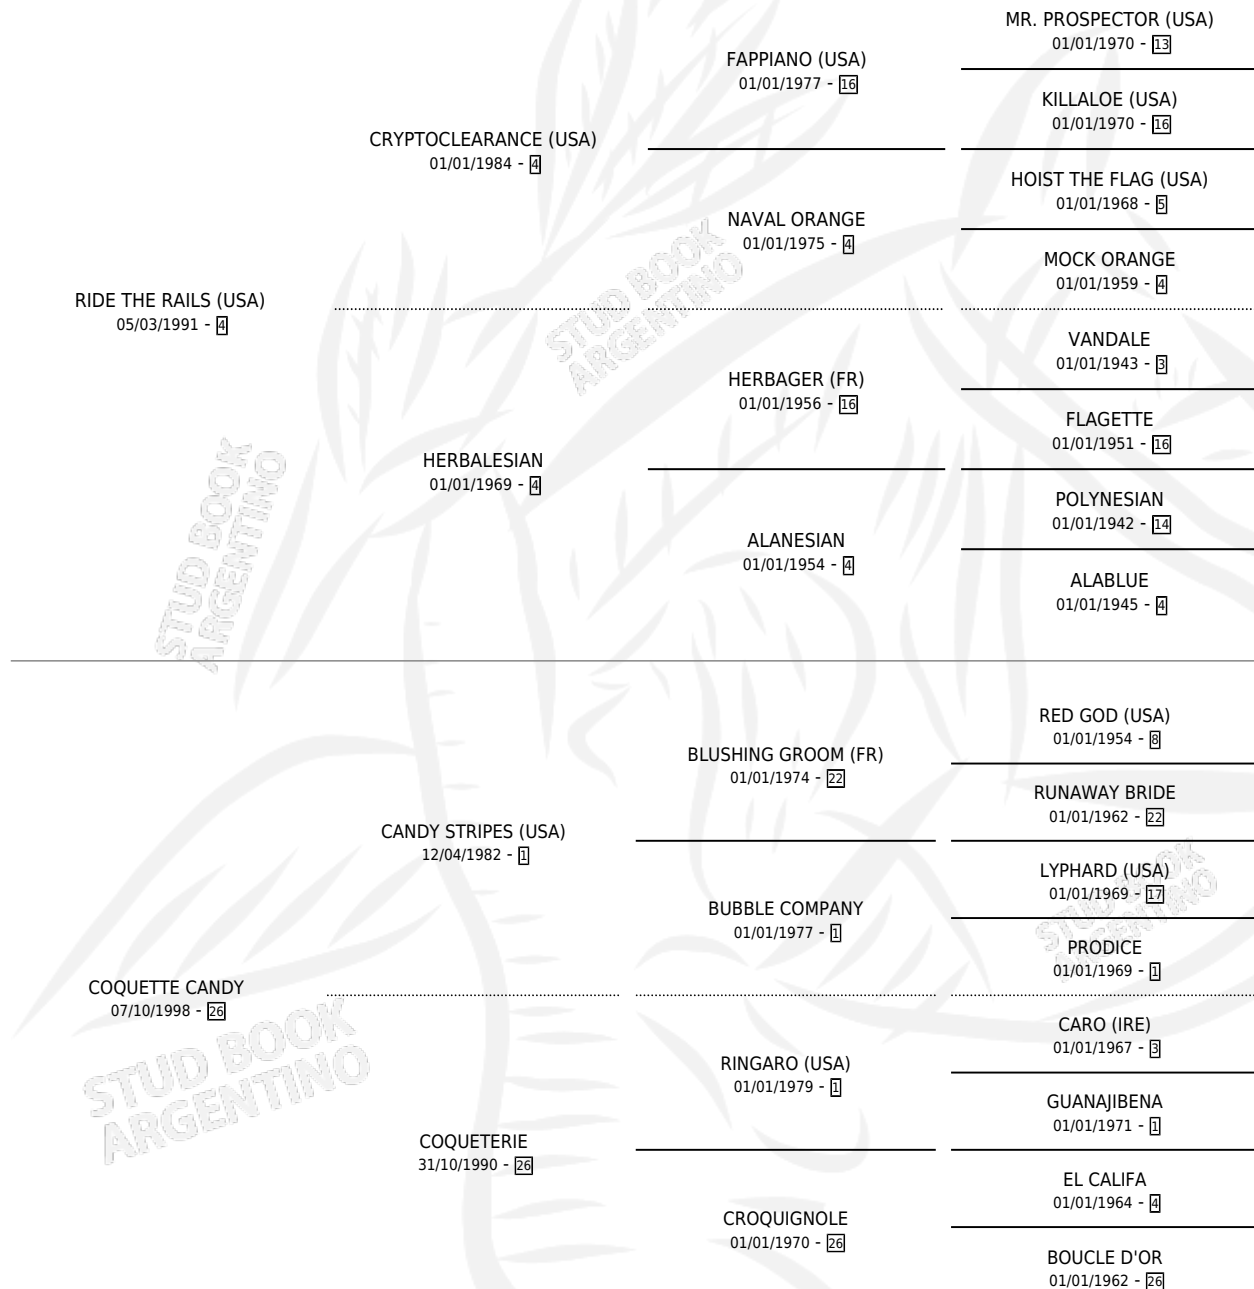 MR. PROSPECTOR (USA)
01/01/1970 - 13
FAPPIANO (USA)
01/01/1977 - 16
KILLALOE (USA)
01/01/1970 - 16
CRYPTOCLEARANCE (USA)
01/01/1984 - 4
HOIST THE FLAG (USA)
01/01/1968 - 5
NAVAL ORANGE
01/01/1975 - 4
MOCK ORANGE
01/01/1959 - 4
RIDE THE RAILS (USA)
05/03/1991 - 4
VANDALE
01/01/1943 - 3
HERBAGER (FR)
01/01/1956 - 16
FLAGETTE
01/01/1951 - 16
HERBALESIAN
01/01/1969 - 4
POLYNESIAN
01/01/1942 - 14
ALANESIAN
01/01/1954 - 4
ALABLUE
01/01/1945 - 4
RED GOD (USA)
01/01/1954 - 8
BLUSHING GROOM (FR)
01/01/1974 - 22
RUNAWAY BRIDE
01/01/1962 - 22
CANDY STRIPES (USA)
12/04/1982 - 1
LYPHARD (USA)
01/01/1969 - 17
BUBBLE COMPANY
01/01/1977 - 1
PRODICE
01/01/1969 - 1
COQUETTE CANDY
07/10/1998 - 26
CARO (IRE)
01/01/1967 - 3
RINGARO (USA)
01/01/1979 - 1
GUANAJIBENA
01/01/1971 - 1
COQUETERIE
31/10/1990 - 26
EL CALIFA
01/01/1964 - 4
CROQUIGNOLE
01/01/1970 - 26
BOUCLE D'OR
01/01/1962 - 26
STUD BOOK
ARGENTINO
STUD BOOK
ARGENTINO
STUD BOOK
ARGENTINO
STUD BOOK
ARGENTINO